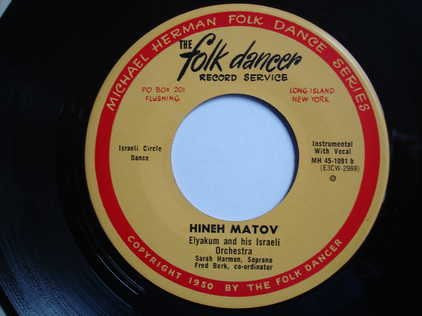 MICHAEL HERMAN FOLK DANCE SERIES
THE
folk dancer
RECORD SERVICE
PO BOX 201
FLUSHING
LONG ISLAND
NEW YORK
Israeli Circle
Dance
Instrumental
With Vocal
MH 45-1091 b
(E3CW-2988)
HINEH MATOV
Elyakum and his Israeli
Orchestra
Sarah Harmon, Soprano
Fred Berk, co-ordinator
COPYRIGHT 1950 BY THE FOLK DANCER